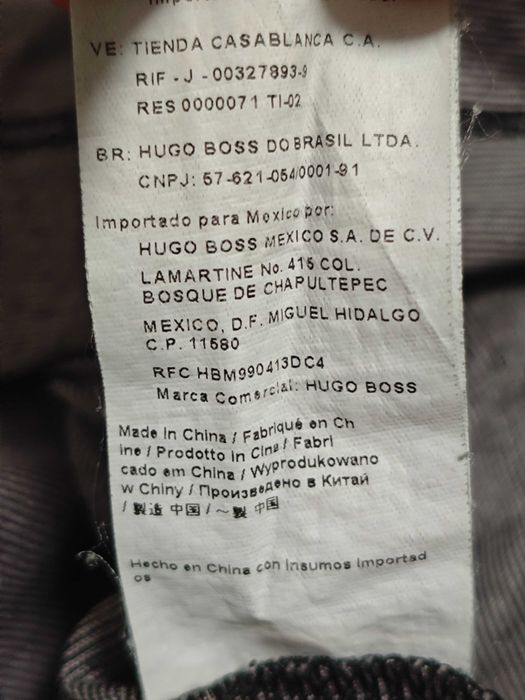 VE: TIENDA CASABLANCA C.A.
RIF - J - 00327893-9
RES 0000071 TI-02
BR: HUGO BOSS DO BRASIL LTDA.
CNPJ: 57-621-054/0001-91
Importado para Mexico por:
HUGO BOSS MEXICO S.A. DE C.V.
LAMARTINE No. 415 COL.
BOSQUE DE CHAPULTEPEC
MEXICO, D.F. MIGUEL HIDALGO
C.P. 11580
RFC HBM990413DC4
Marca Comercial: HUGO BOSS
Made in China / Fabriqué en Ch
ine / Prodotto in Cina / Fabri
cado em China / Wyprodukowano
w Chiny / Произведено в Китай
/ 製造 中国 / ～製 中国
Hecho en China con Insumos Importad
os